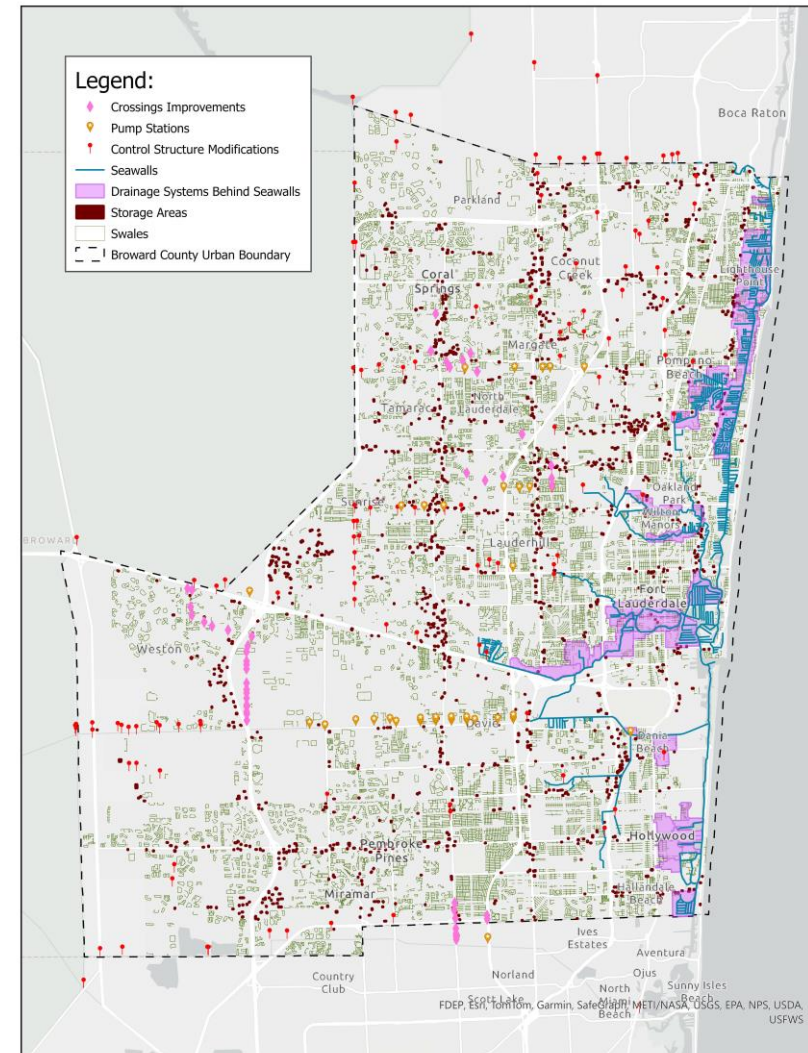 Legend:
Crossings Improvements
Pump Stations
Control Structure Modifications
Seawalls
Drainage Systems Behind Seawalls
Storage Areas
Swales
Broward County Urban Boundary
Boca Raton
Parkland
Coral
Springs
Coconut
Creek
Lighthouse
Point
Margate
Pompano
Beach
North
Lauderdale
Tamarac
Oakland
Park
Wilton
Manors
Sunrise
BROWARD
Lauderhill
Fort
Lauderdale
Weston
Davie
Dania
Beach
Hollywood
Pembroke
Pines
Miramar
Hallandale
Beach
Ives
Estates
Aventura
Country
Club
Norland
Ojus
North
Miami
Beach
Sunny Isles
Beach
Scott Lake
FDEP, Esri, TomTom, Garmin, SafeGraph, METI/NASA, USGS, EPA, NPS, USDA,
USFWS